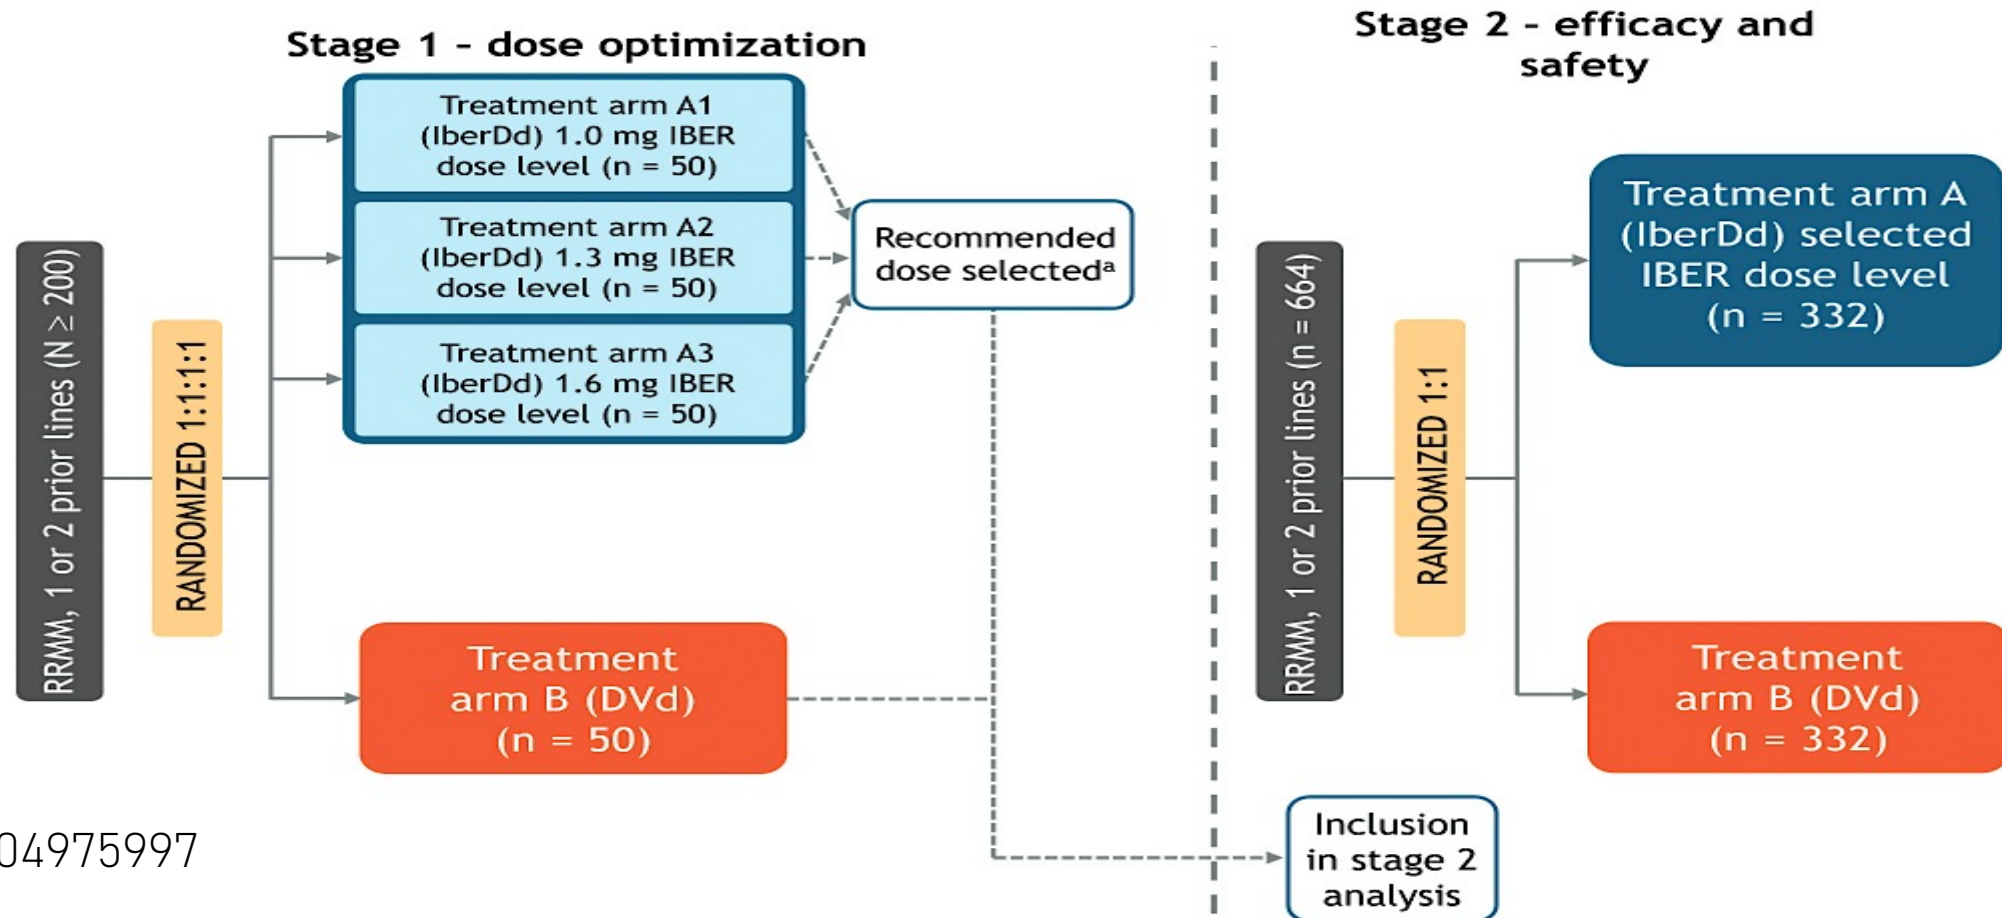 Stage 1 - dose optimization
Treatment arm A1
(IberDd) 1.0 mg IBER
dose level (n = 50)
Treatment arm A2
(IberDd) 1.3 mg IBER
dose level (n = 50)
Treatment arm A3
(IberDd) 1.6 mg IBER
dose level (n = 50)
RRMM, 1 or 2 prior lines (N ≥ 200)
RANDOMIZED 1:1:1:1
Recommended
dose selectedᵃ
Treatment
arm B (DVd)
(n = 50)
04975997
Stage 2 - efficacy and
safety
RRMM, 1 or 2 prior lines (n = 664)
RANDOMIZED 1:1
Treatment arm A
(IberDd) selected
IBER dose level
(n = 332)
Treatment
arm B (DVd)
(n = 332)
Inclusion
in stage 2
analysis